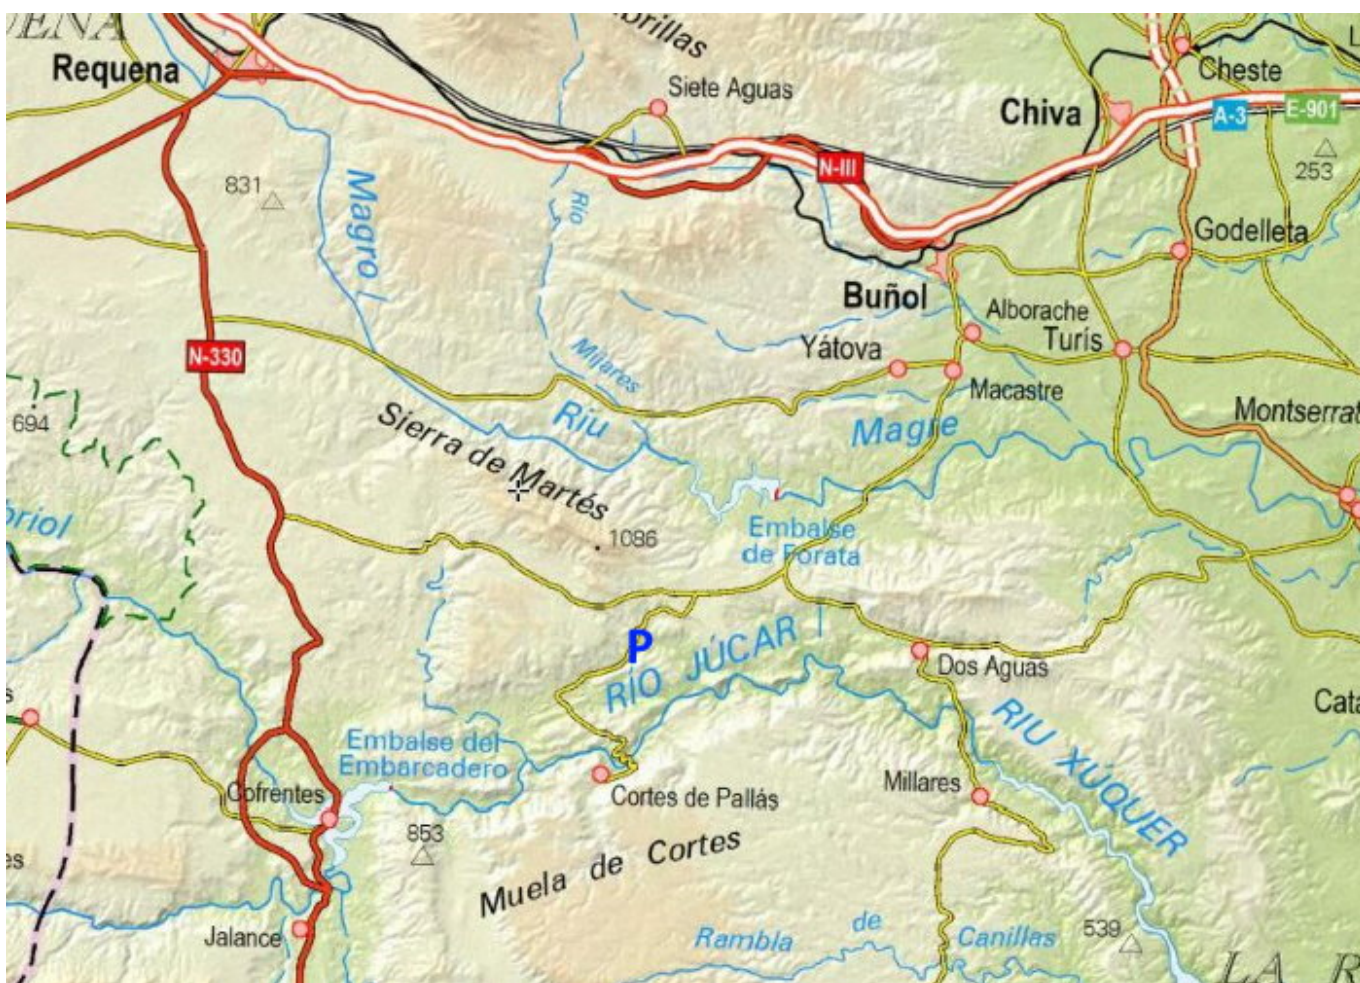 Requena
Siete Aguas
Cheste
Chiva
A-3
E-901
N-III
831
253
Magro
Río
Godelleta
Buñol
Alborache
Turís
N-330
Yátova
Mijares
Macastre
694
Sierra de Martés
Riu
Magre
Montserrat
1086
Embalse
de Forata
P
RÍO JÚCAR
Dos Aguas
RIU XÚQUER
Embalse del
Embarcadero
Cofrentes
Cortes de Pallás
Millares
853
Muela de Cortes
Jalance
Rambla de Canillas
539
LA R